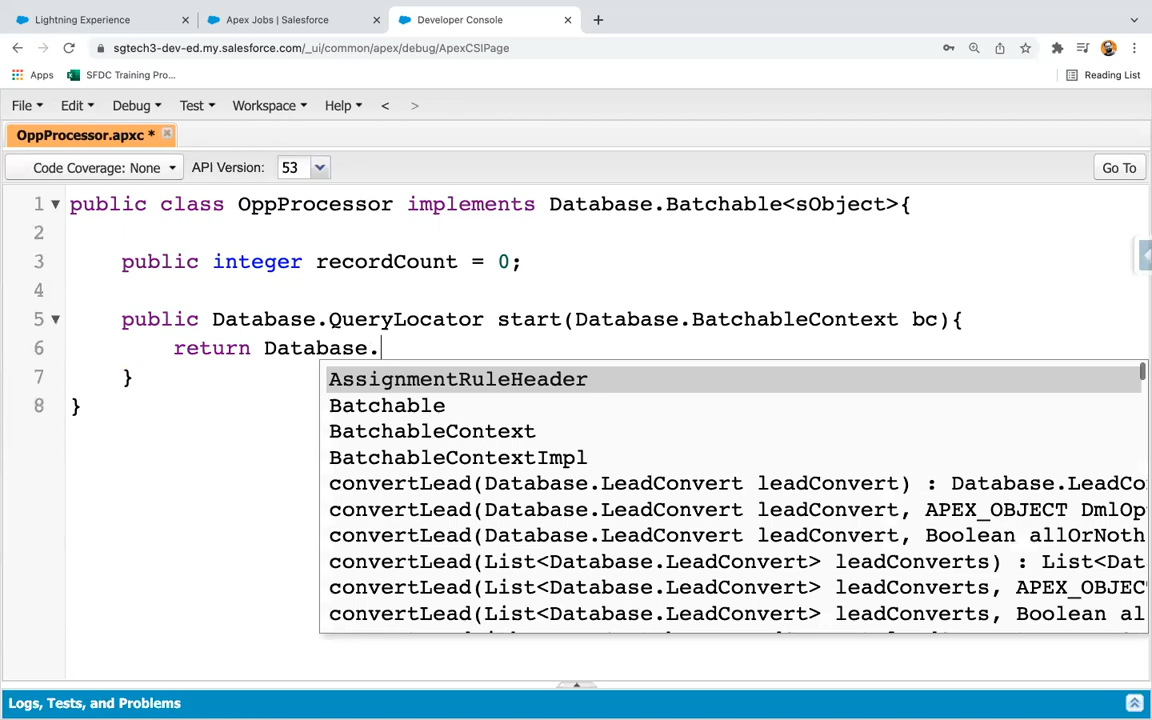 Lightning Experience
Apex Jobs | Salesforce
Developer Console
sgtech3-dev-ed.my.salesforce.com/_ui/common/apex/debug/ApexCSIPage
Apps
SFDC Training Pro...
Reading List
File Edit Debug Test Workspace Help < >
OppProcessor.apxc *
Code Coverage: None API Version: 53 Go To
1 public class OppProcessor implements Database.Batchable<sObject>{
2
3 public integer recordCount = 0;
4
5 public Database.QueryLocator start(Database.BatchableContext bc){
6 return Database.
7 }
8 }
AssignmentRuleHeader
Batchable
BatchableContext
BatchableContextImpl
convertLead(Database.LeadConvert leadConvert) : Database.LeadCo
convertLead(Database.LeadConvert leadConvert, APEX_OBJECT DmlOp
convertLead(Database.LeadConvert leadConvert, Boolean allOrNoth
convertLead(List<Database.LeadConvert> leadConverts) : List<Dat
convertLead(List<Database.LeadConvert> leadConverts, APEX_OBJEC
convertLead(List<Database.LeadConvert> leadConverts, Boolean al
Logs, Tests, and Problems